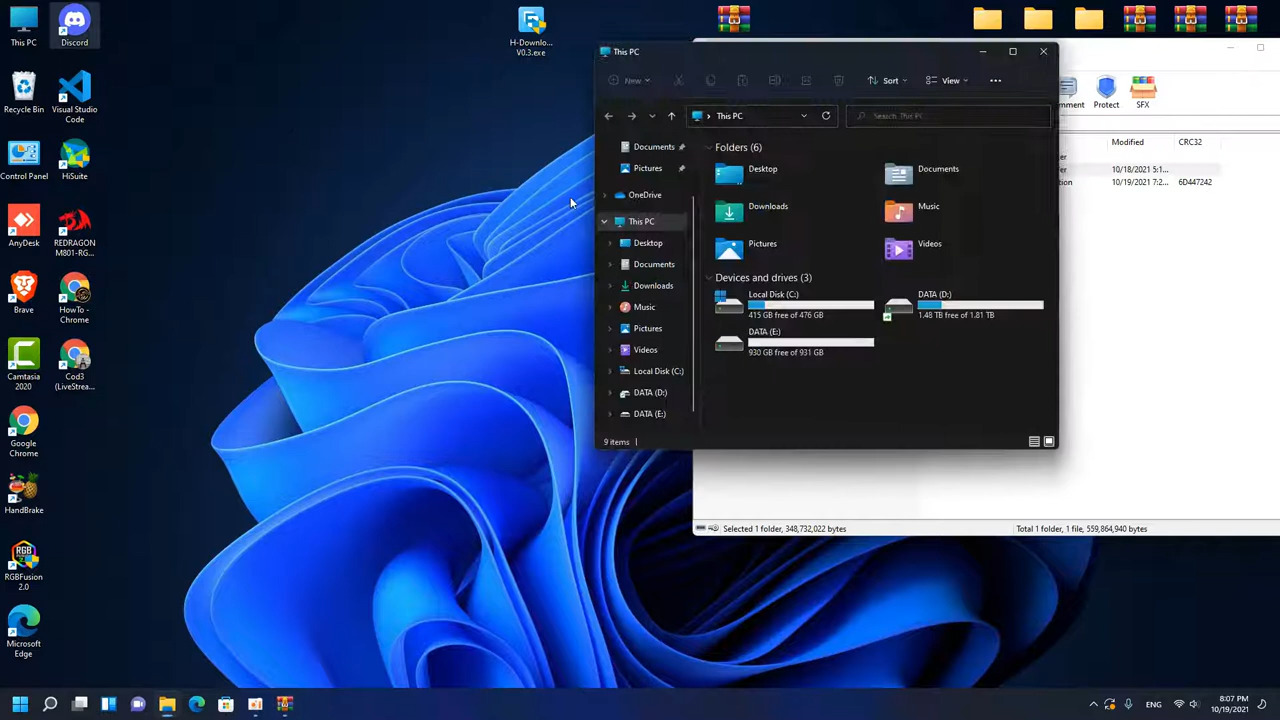 This PC
Discord
H-Downlo...
V0.3.exe
Recycle Bin
Visual Studio
Code
Control Panel
HiSuite
AnyDesk
REDRAGON
M801-RG...
Brave
HowTo -
Chrome
Camtasia
2020
Cod3
(LiveStrea...
Google
Chrome
HandBrake
RGBFusion
2.0
Microsoft
Edge
This PC
New
Sort
View
This PC
Search This PC
Documents
Pictures
OneDrive
This PC
Desktop
Documents
Downloads
Music
Pictures
Videos
Local Disk (C:)
DATA (D:)
DATA (E:)
Folders (6)
Desktop
Documents
Downloads
Music
Pictures
Videos
Devices and drives (3)
Local Disk (C:)
415 GB free of 476 GB
DATA (D:)
1.48 TB free of 1.81 TB
DATA (E:)
930 GB free of 931 GB
9 items
nment
Protect
SFX
Modified
CRC32
fer
fer
10/18/2021 5:1...
tion
10/19/2021 7:2...
6D447242
Selected 1 folder, 348,732,022 bytes
Total 1 folder, 1 file, 559,864,940 bytes
ENG
8:07 PM
10/19/2021